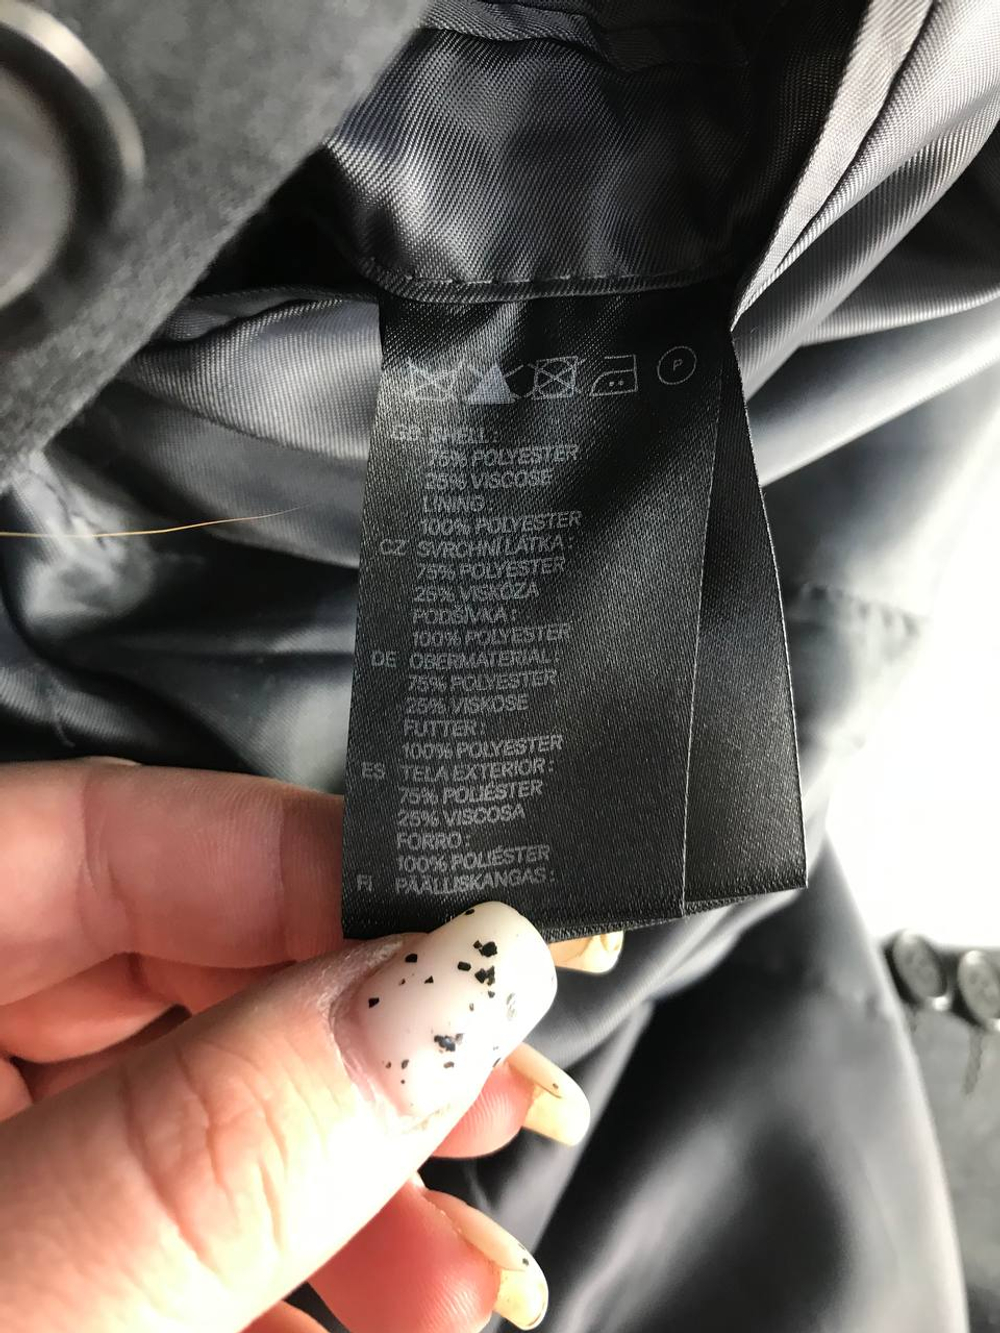 P
GB SHELL:
75% POLYESTER
25% VISCOSE
LINING:
100% POLYESTER
CZ SVRCHNÍ LÁTKA:
75% POLYESTER
25% VISKÓZA
PODŠÍVKA:
100% POLYESTER
DE OBERMATERIAL:
75% POLYESTER
25% VISKOSE
FUTTER:
100% POLYESTER
ES TELA EXTERIOR:
75% POLIÉSTER
25% VISCOSA
FORRO:
100% POLIÉSTER
FI PÄÄLLISKANGAS: